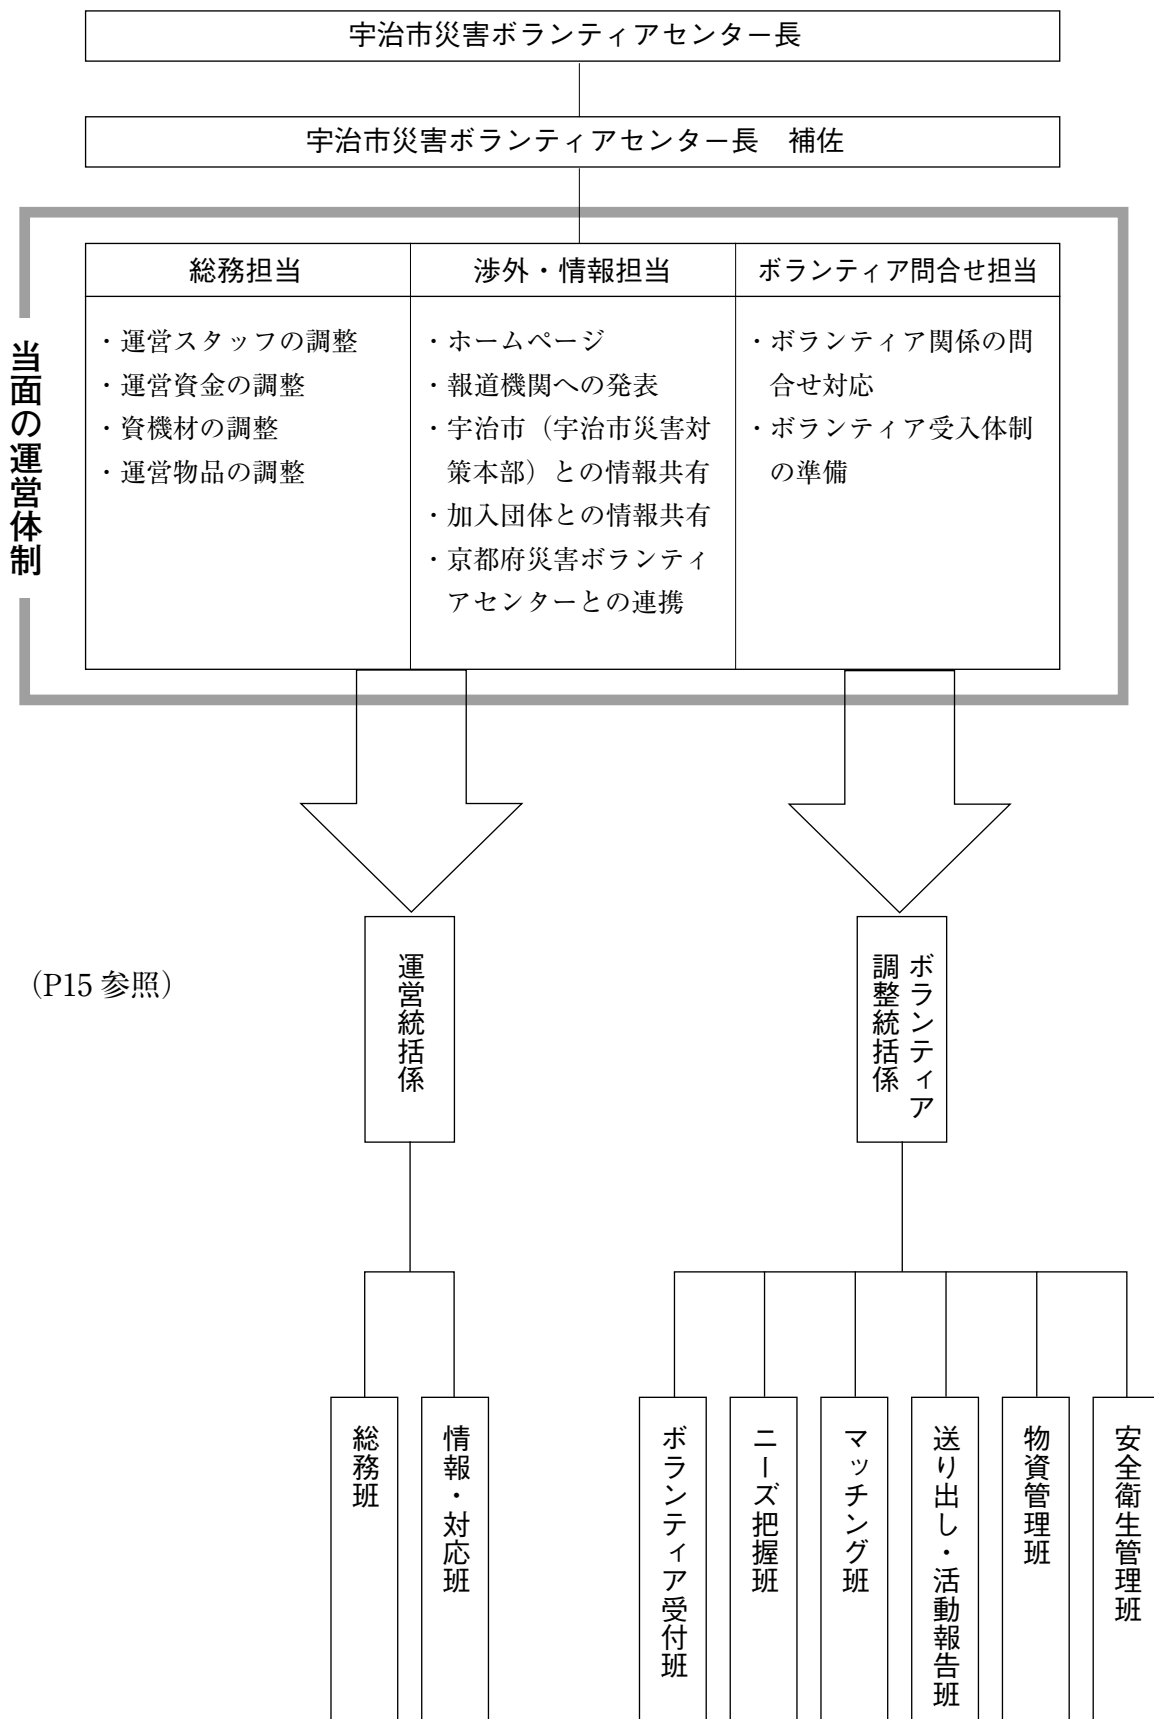 宇治市災害ボランティアセンター長
宇治市災害ボランティアセンター長　補佐
当面の運営体制
総務担当
・運営スタッフの調整
・運営資金の調整
・資機材の調整
・運営物品の調整
渉外・情報担当
・ホームページ
・報道機関への発表
・宇治市（宇治市災害対
策本部）との情報共有
・加入団体との情報共有
・京都府災害ボランティ
アセンターとの連携
ボランティア問合せ担当
・ボランティア関係の問
合せ対応
・ボランティア受入体制
の準備
（P15 参照）
運営統括係
ボランティア
調整統括係
総務班
情報・対応班
ボランティア受付班
ニーズ把握班
マッチング班
送り出し・活動報告班
物資管理班
安全衛生管理班